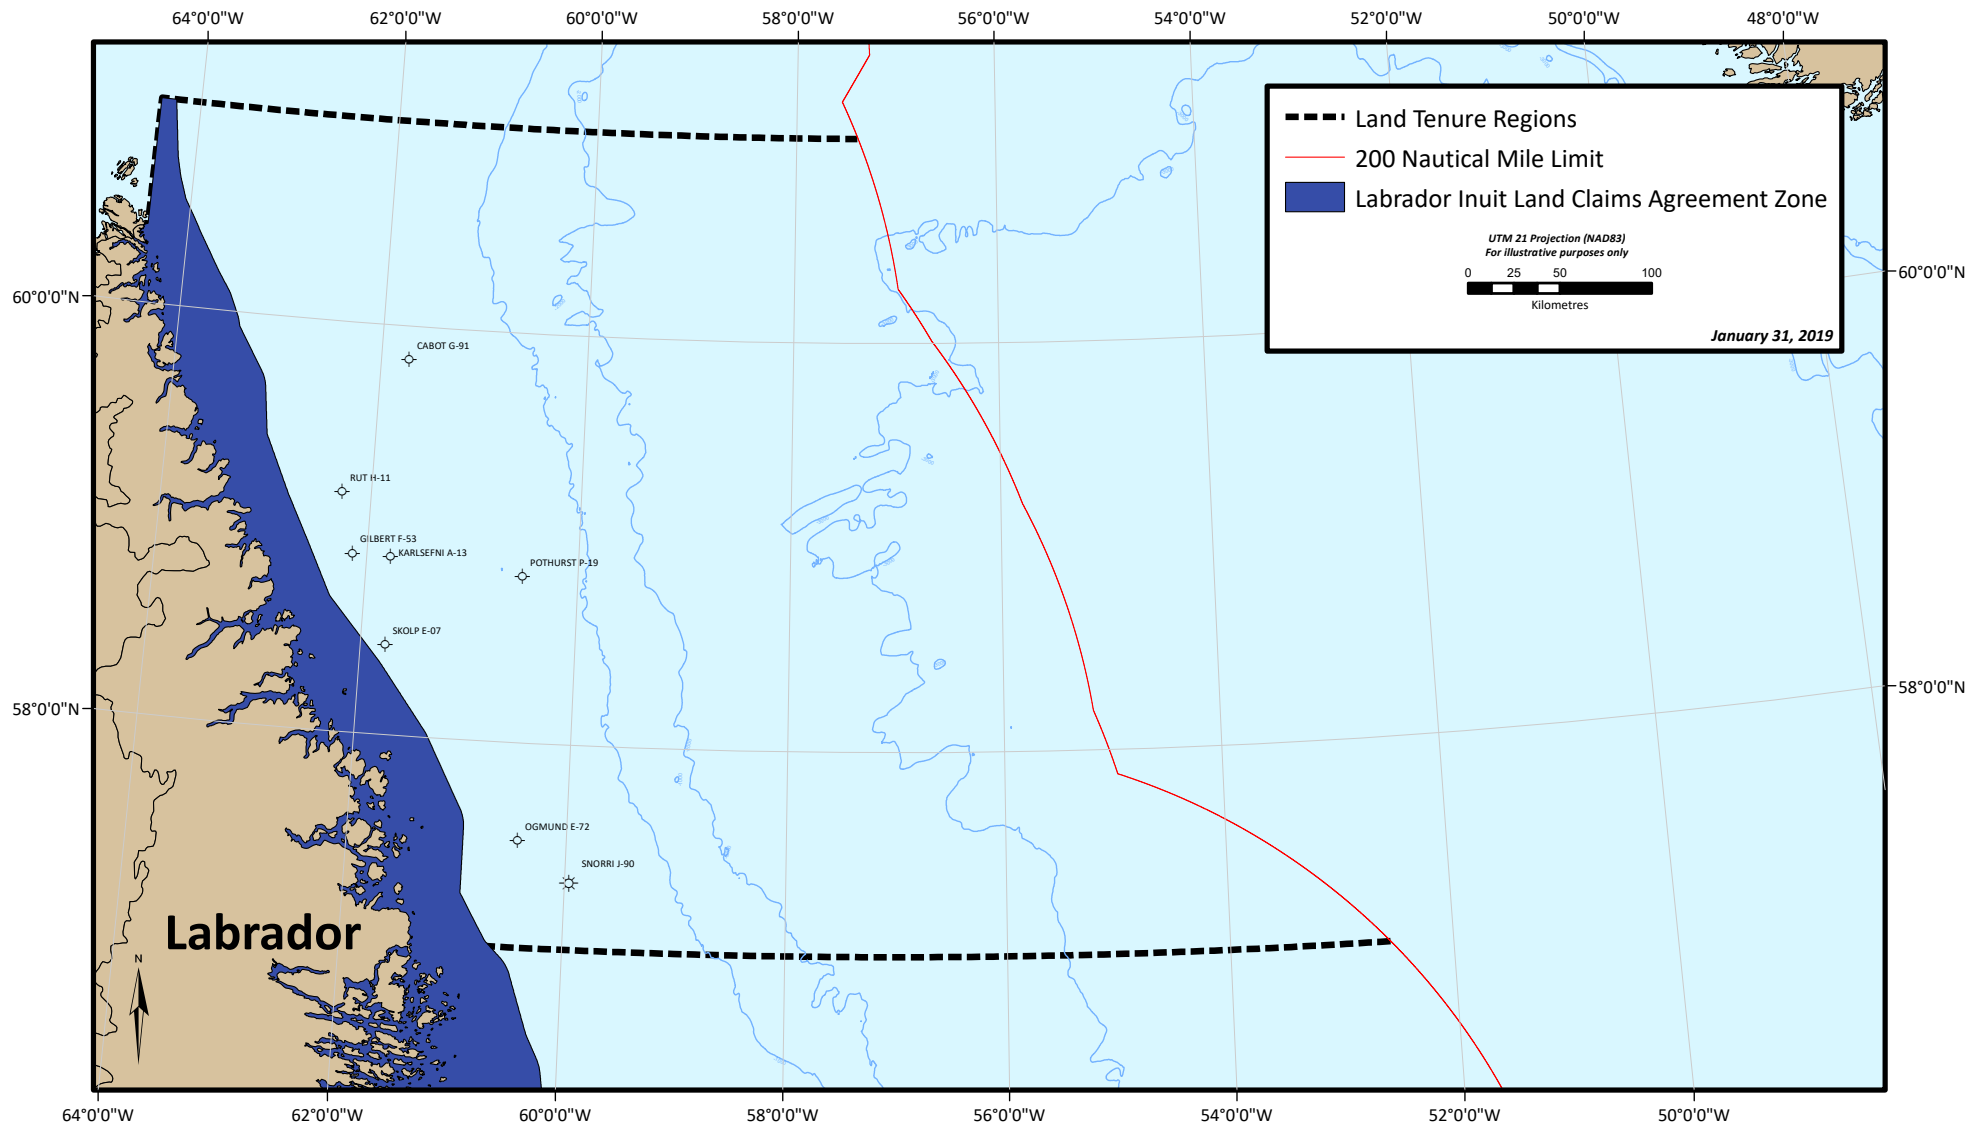 64°0'0"W 62°0'0"W 60°0'0"W 58°0'0"W 56°0'0"W 54°0'0"W 52°0'0"W 50°0'0"W 48°0'0"W
Land Tenure Regions
200 Nautical Mile Limit
Labrador Inuit Land Claims Agreement Zone
UTM 21 Projection (NAD83)
For illustrative purposes only
0 25 50 100
Kilometres
January 31, 2019
60°0'0"N
60°0'0"N
CABOT G-91
RUT H-11
GILBERT F-53
KARLSEFNI A-13
POTHURST P-19
SKOLP E-07
58°0'0"N
58°0'0"N
OGMUND E-72
SNORRI J-90
Labrador
N
64°0'0"W 62°0'0"W 60°0'0"W 58°0'0"W 56°0'0"W 54°0'0"W 52°0'0"W 50°0'0"W